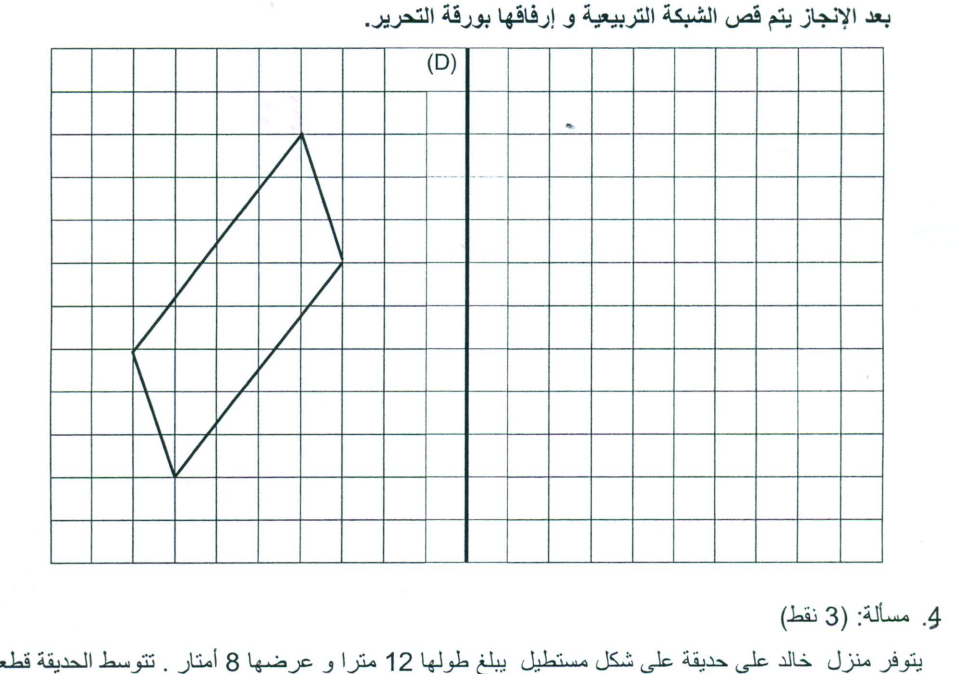 بعد الإنجاز يتم قص الشبكة التربيعية و إرفاقها بورقة التحرير.
(D)
4. مسألة: (3 نقط)
يتوفر منزل خالد على حديقة على شكل مستطيل يبلغ طولها 12 مترا و عرضها 8 أمتار . تتوسط الحديقة